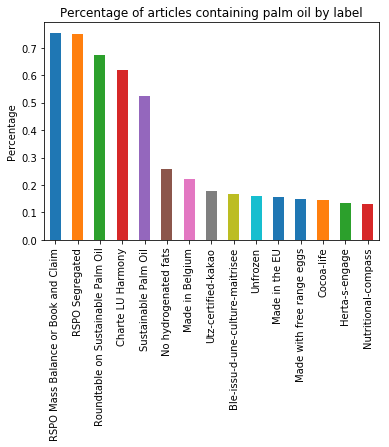 Percentage of articles containing palm oil by label
Percentage
0.7
0.6
0.5
0.4
0.3
0.2
0.1
0.0
RSPO Mass Balance or Book and Claim
RSPO Segregated
Roundtable on Sustainable Palm Oil
Charte LU Harmony
Sustainable Palm Oil
No hydrogenated fats
Made in Belgium
Utz-certified-kakao
Ble-issu-d-une-culture-maitrisee
Unfrozen
Made in the EU
Made with free range eggs
Cocoa-life
Herta-s-engage
Nutritional-compass